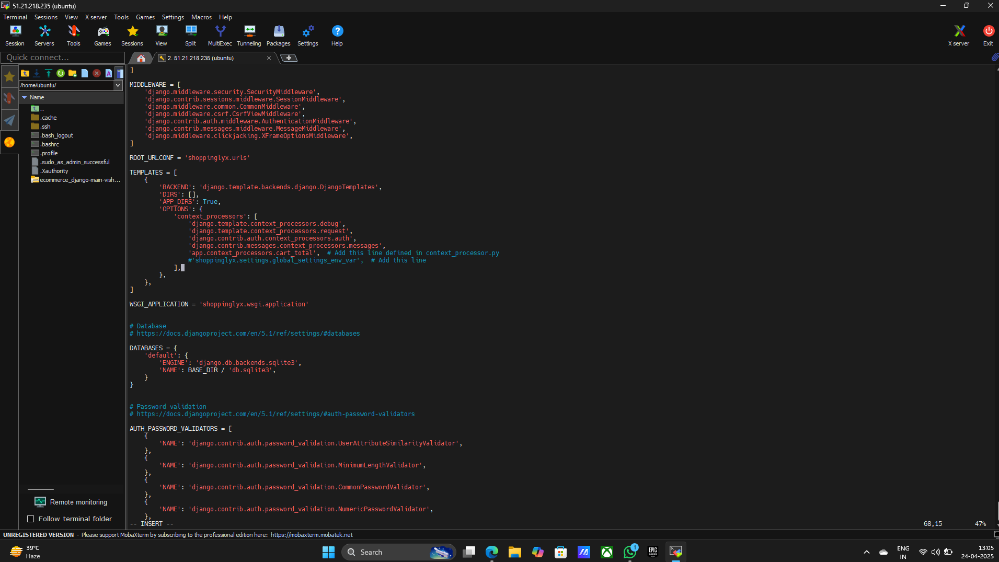 51.21.218.235 (ubuntu)
Terminal Sessions View X server Tools Games Settings Macros Help
Session Servers Tools Games Sessions View Split MultiExec Tunneling Packages Settings Help X server Exit
Quick connect...
2. 51.21.218.235 (ubuntu)
/home/ubuntu/
Name
..
.cache
.ssh
.bash_logout
.bashrc
.profile
.sudo_as_admin_successful
.Xauthority
ecommerce_django-main-vish...
Remote monitoring
Follow terminal folder
]
MIDDLEWARE = [
    'django.middleware.security.SecurityMiddleware',
    'django.contrib.sessions.middleware.SessionMiddleware',
    'django.middleware.common.CommonMiddleware',
    'django.middleware.csrf.CsrfViewMiddleware',
    'django.contrib.auth.middleware.AuthenticationMiddleware',
    'django.contrib.messages.middleware.MessageMiddleware',
    'django.middleware.clickjacking.XFrameOptionsMiddleware',
]
ROOT_URLCONF = 'shoppinglyx.urls'
TEMPLATES = [
    {
        'BACKEND': 'django.template.backends.django.DjangoTemplates',
        'DIRS': [],
        'APP_DIRS': True,
        'OPTIONS': {
            'context_processors': [
                'django.template.context_processors.debug',
                'django.template.context_processors.request',
                'django.contrib.auth.context_processors.auth',
                'django.contrib.messages.context_processors.messages',
                'app.context_processors.cart_total',  # Add this line defined in context_processor.py
                #'shoppinglyx.settings.global_settings_env_var',  # Add this line
            ],
        },
    },
]
WSGI_APPLICATION = 'shoppinglyx.wsgi.application'
# Database
# https://docs.djangoproject.com/en/5.1/ref/settings/#databases
DATABASES = {
    'default': {
        'ENGINE': 'django.db.backends.sqlite3',
        'NAME': BASE_DIR / 'db.sqlite3',
    }
}
# Password validation
# https://docs.djangoproject.com/en/5.1/ref/settings/#auth-password-validators
AUTH_PASSWORD_VALIDATORS = [
    {
        'NAME': 'django.contrib.auth.password_validation.UserAttributeSimilarityValidator',
    },
    {
        'NAME': 'django.contrib.auth.password_validation.MinimumLengthValidator',
    },
    {
        'NAME': 'django.contrib.auth.password_validation.CommonPasswordValidator',
    },
    {
        'NAME': 'django.contrib.auth.password_validation.NumericPasswordValidator',
    },
-- INSERT -- 68,15 47%
UNREGISTERED VERSION - Please support MobaXterm by subscribing to the professional edition here: https://mobaxterm.mobatek.net
39°C
Haze
Search
1
EPIC
GAMES
ENG
IN
13:05
24-04-2025